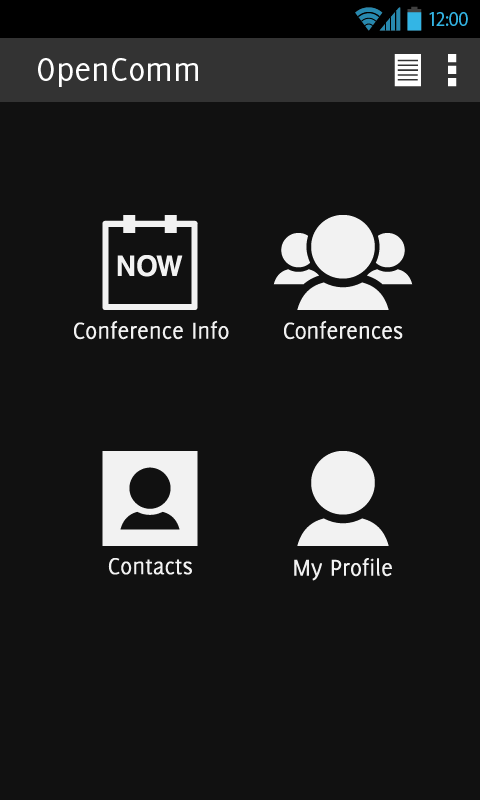 12:00
OpenComm
NOW
Conference Info
Conferences
Contacts
My Profile